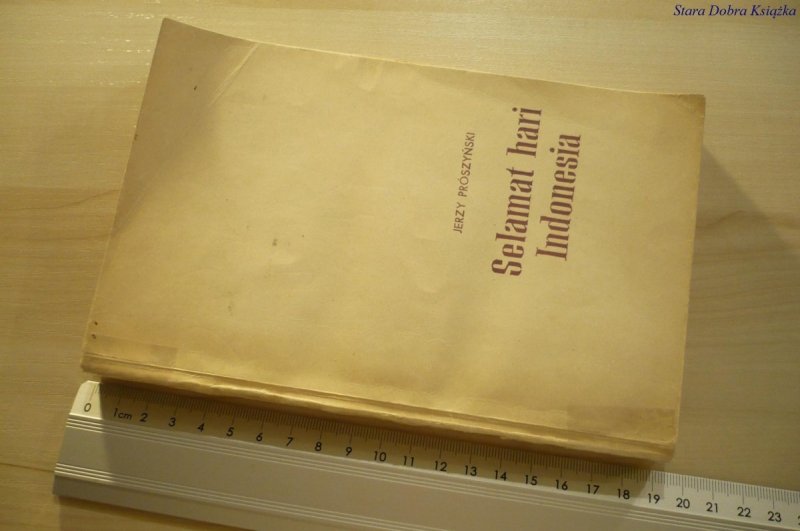 Stara Dobra Książka
JERZY PRÓSZYŃSKI
Selamat hari
Indonesia
0 1cm 2 3 4 5 6 7 8 9 10 11 12 13 14 15 16 17 18 19 20 21 22 23